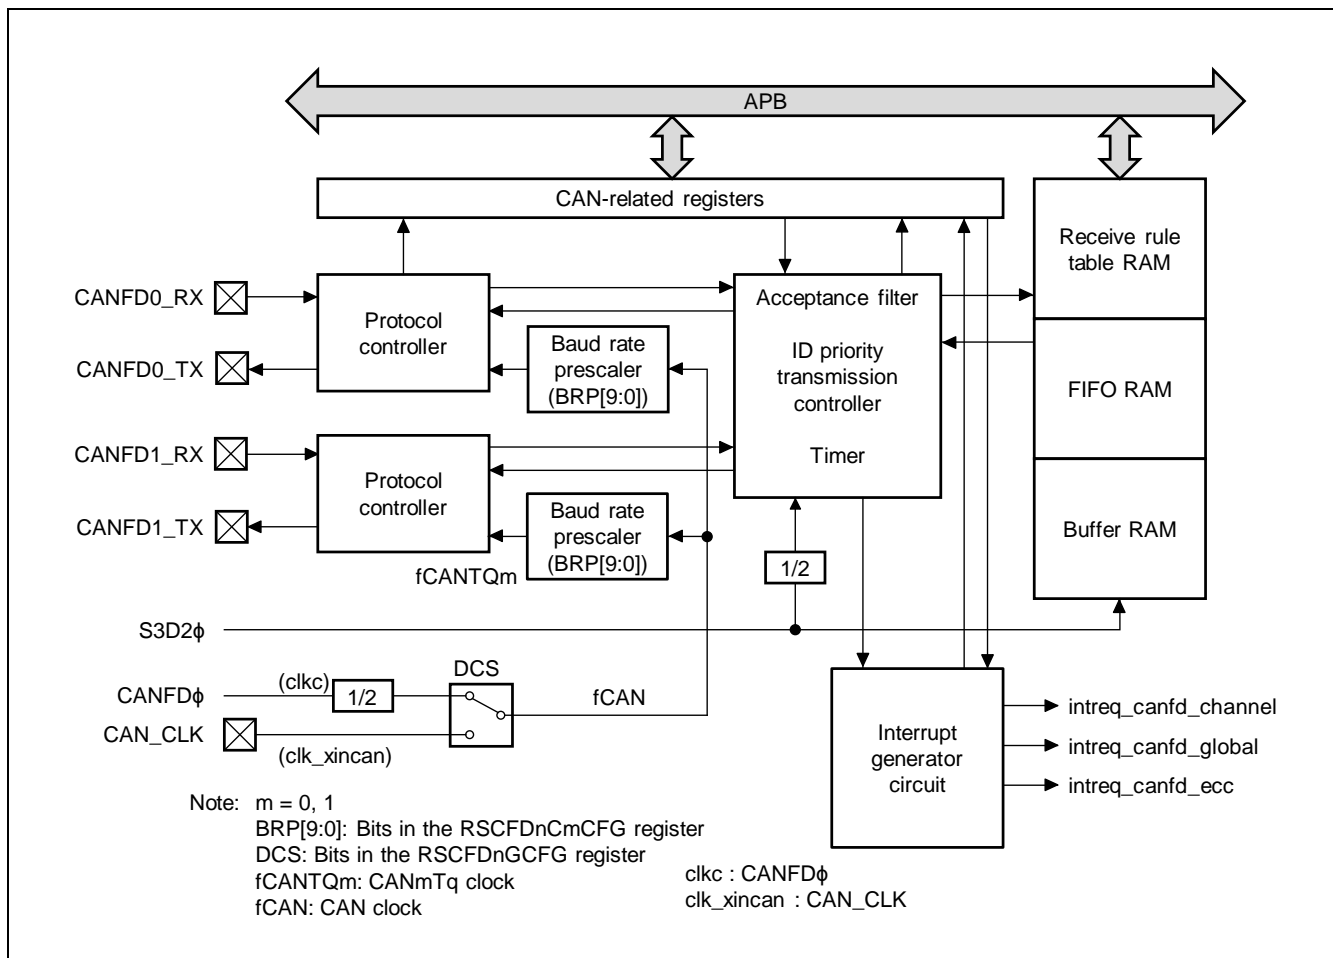 APB
CAN-related registers
Receive rule
table RAM
FIFO RAM
Buffer RAM
CANFD0_RX
CANFD0_TX
Protocol
controller
Baud rate
prescaler
(BRP[9:0])
Acceptance filter
ID priority
transmission
controller
Timer
CANFD1_RX
CANFD1_TX
Protocol
controller
Baud rate
prescaler
(BRP[9:0])
fCANTQm
1/2
S3D2ϕ
CANFDϕ
(clkc)
1/2
DCS
fCAN
CAN_CLK
(clk_xincan)
Interrupt
generator
circuit
intreq_canfd_channel
intreq_canfd_global
intreq_canfd_ecc
Note: m = 0, 1
BRP[9:0]: Bits in the RSCFDnCmCFG register
DCS: Bits in the RSCFDnGCFG register
fCANTQm: CANmTq clock
fCAN: CAN clock
clkc : CANFDϕ
clk_xincan : CAN_CLK